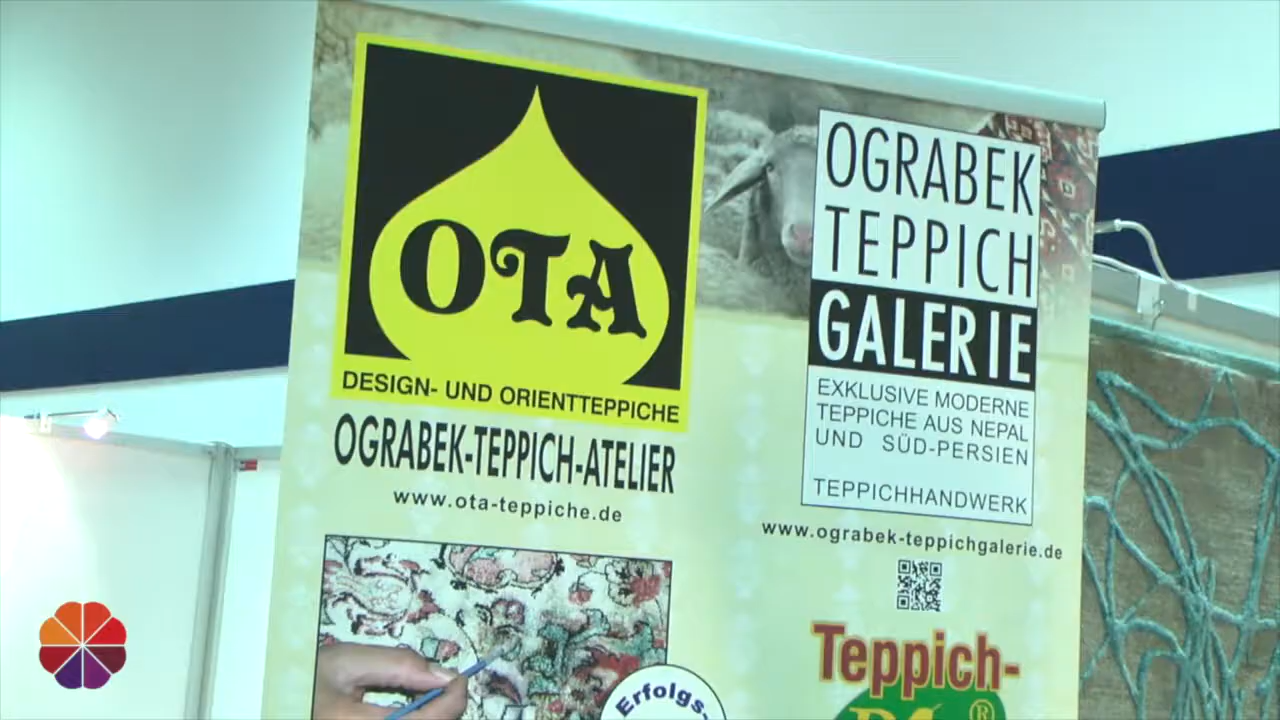 OTA
DESIGN- UND ORIENTTEPPICHE
OGRABEK-TEPPICH-ATELIER
www.ota-teppiche.de
Erfolgs-
OGRABEK
TEPPICH
GALERIE
EXKLUSIVE MODERNE
TEPPICHE AUS NEPAL
UND SÜD-PERSIEN
TEPPICHHANDWERK
www.ograbek-teppichgalerie.de
Teppich-
®